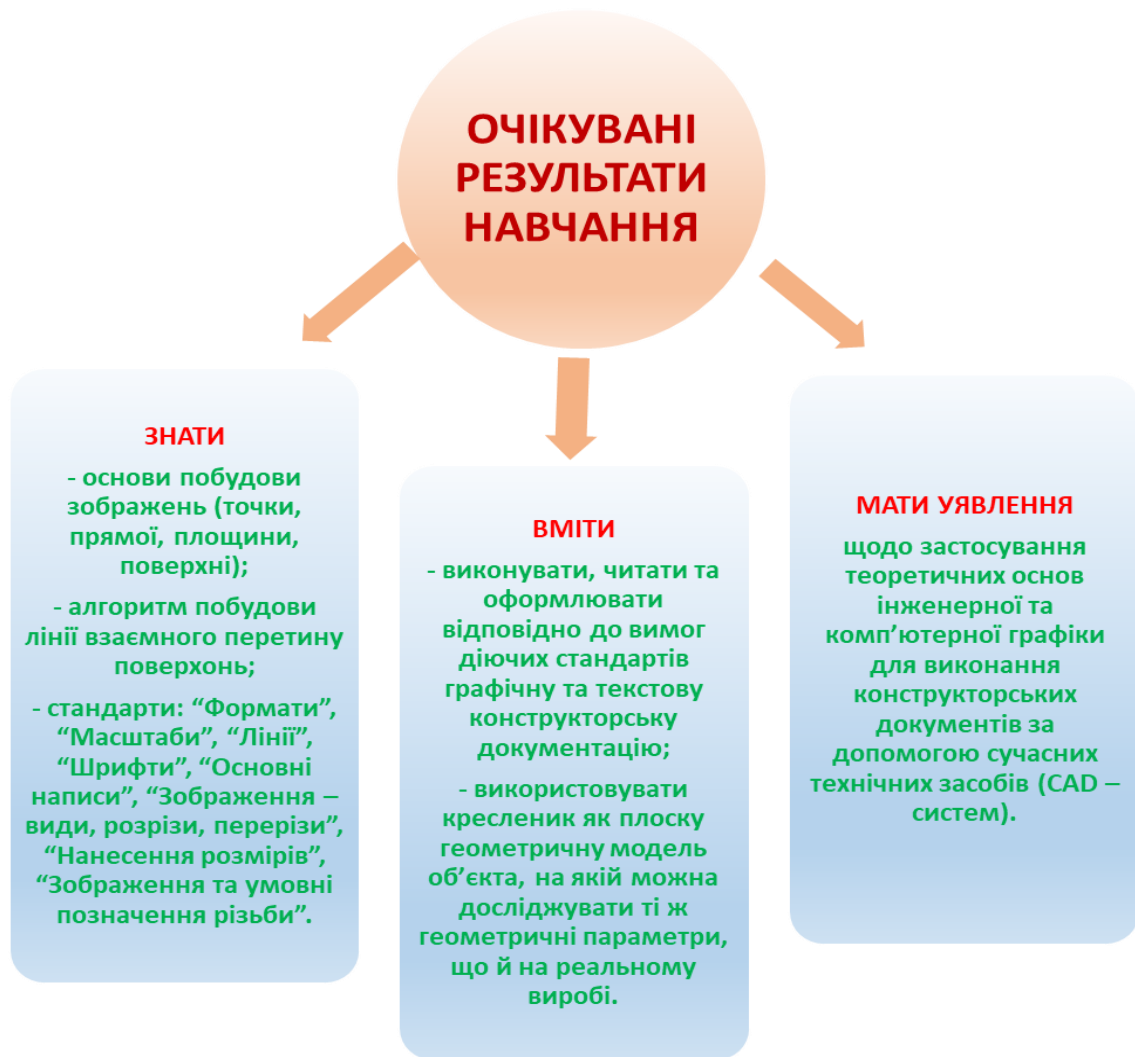 ОЧІКУВАНІ
РЕЗУЛЬТАТИ
НАВЧАННЯ
ЗНАТИ
- основи побудови
зображень (точки,
прямої, площини,
поверхні);
- алгоритм побудови
лінії взаємного перетину
поверхонь;
- стандарти: “Формати”,
“Масштаби”, “Лінії”,
“Шрифти”, “Основні
написи”, “Зображення –
види, розрізи, перерізи”,
“Нанесення розмірів”,
“Зображення та умовні
позначення різьби”.
ВМІТИ
- виконувати, читати та
оформлювати
відповідно до вимог
діючих стандартів
графічну та текстову
конструкторську
документацію;
- використовувати
кресленик як плоску
геометричну модель
об’єкта, на якій можна
досліджувати ті ж
геометричні параметри,
що й на реальному
виробі.
МАТИ УЯВЛЕННЯ
щодо застосування
теоретичних основ
інженерної та
комп’ютерної графіки
для виконання
конструкторських
документів за
допомогою сучасних
технічних засобів (CAD –
систем).